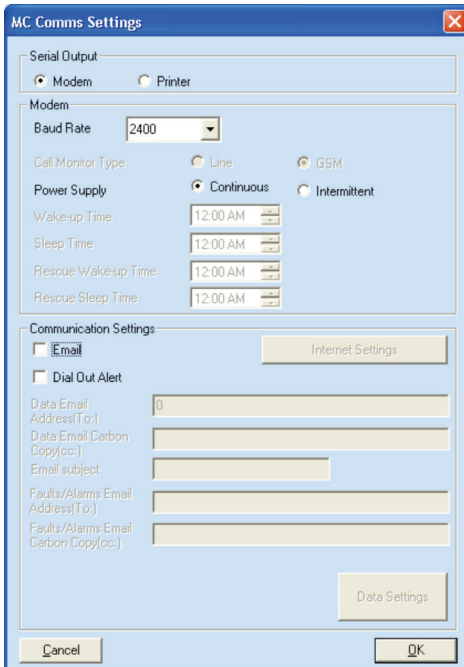 MC Comms Settings
Serial Output
Modem Printer
Modem
Baud Rate 2400
Call Monitor Type Line GSM
Power Supply Continuous Intermittent
Wake-up Time 12:00 AM
Sleep Time 12:00 AM
Rescue Wake-up Time 12:00 AM
Rescue Sleep Time 12:00 AM
Communication Settings
Email Internet Settings
Dial Out Alert
Data Email
Address(To:) 0
Data Email Carbon
Copy(cc:)
Email subject
Faults/Alarms Email
Address(To:)
Faults/Alarms Email
Carbon Copy(cc:)
Data Settings
Cancel OK